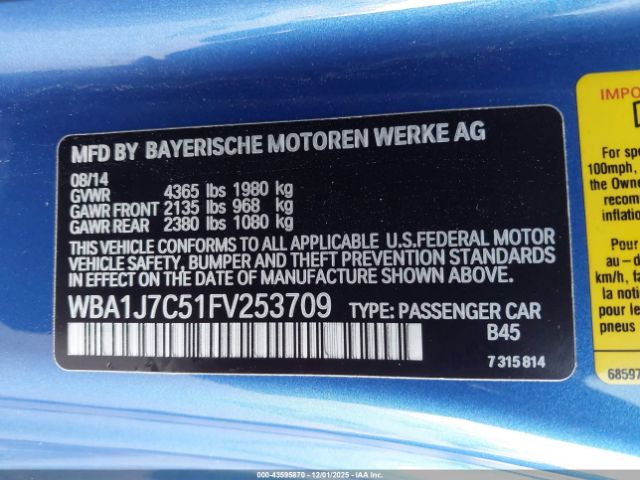 MFD BY BAYERISCHE MOTOREN WERKE AG
08/14
GVWR 4365 lbs 1980 kg
GAWR FRONT 2135 lbs 968 kg
GAWR REAR 2380 lbs 1080 kg
THIS VEHICLE CONFORMS TO ALL APPLICABLE U.S.FEDERAL MOTOR
VEHICLE SAFETY, BUMPER AND THEFT PREVENTION STANDARDS
IN EFFECT ON THE DATE OF MANUFACTURE SHOWN ABOVE.
WBA1J7C51FV253709 TYPE: PASSENGER CAR
B45
7 315 814
IMPO
For spe
100mph,
the Owne
recom
inflation
Pour
au-d
km/h, fa
la notic
recom
pneus
68597
000-43595870 - 12/01/2025 - IAA Inc.